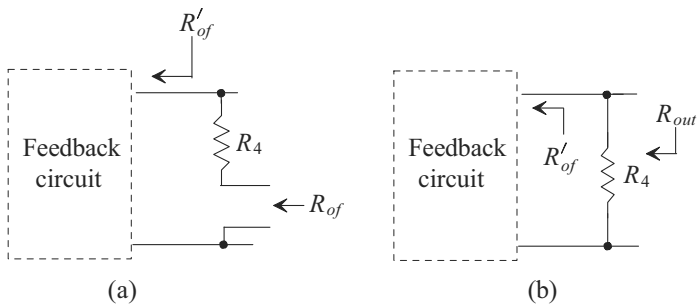 R'of
Feedback
circuit
R4
Rof
(a)
Feedback
circuit
R'of
R4
Rout
(b)